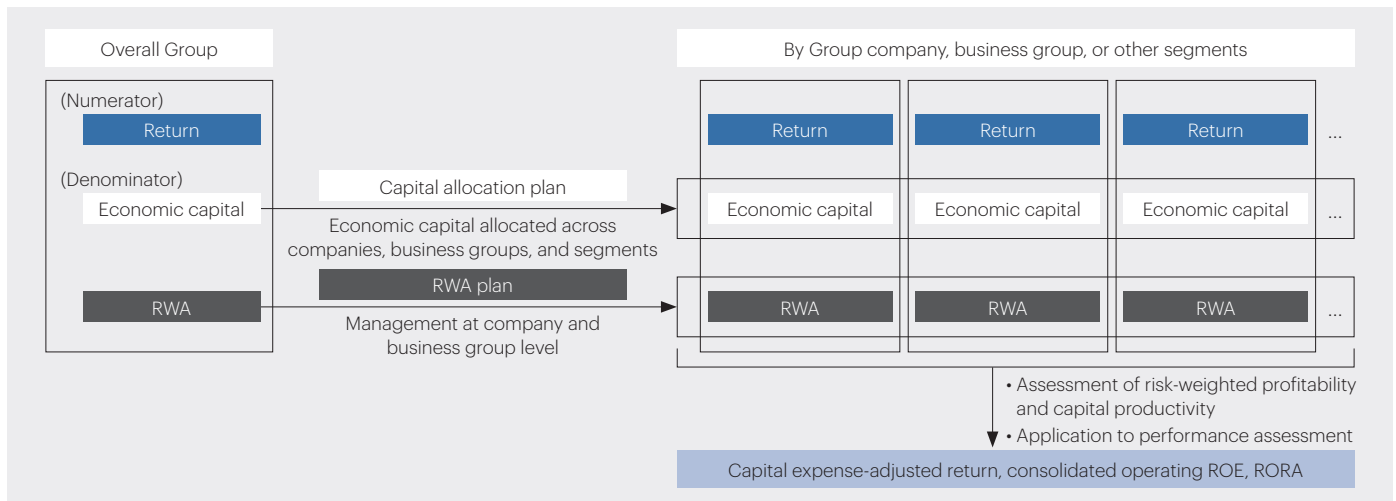 Overall Group
(Numerator)
Return
(Denominator)
Economic capital
RWA
Capital allocation plan
Economic capital allocated across
companies, business groups, and segments
RWA plan
Management at company and
business group level
By Group company, business group, or other segments
Return
Return
Return
...
Economic capital
Economic capital
Economic capital
...
RWA
RWA
RWA
...
• Assessment of risk-weighted profitability
and capital productivity
• Application to performance assessment
Capital expense-adjusted return, consolidated operating ROE, RORA